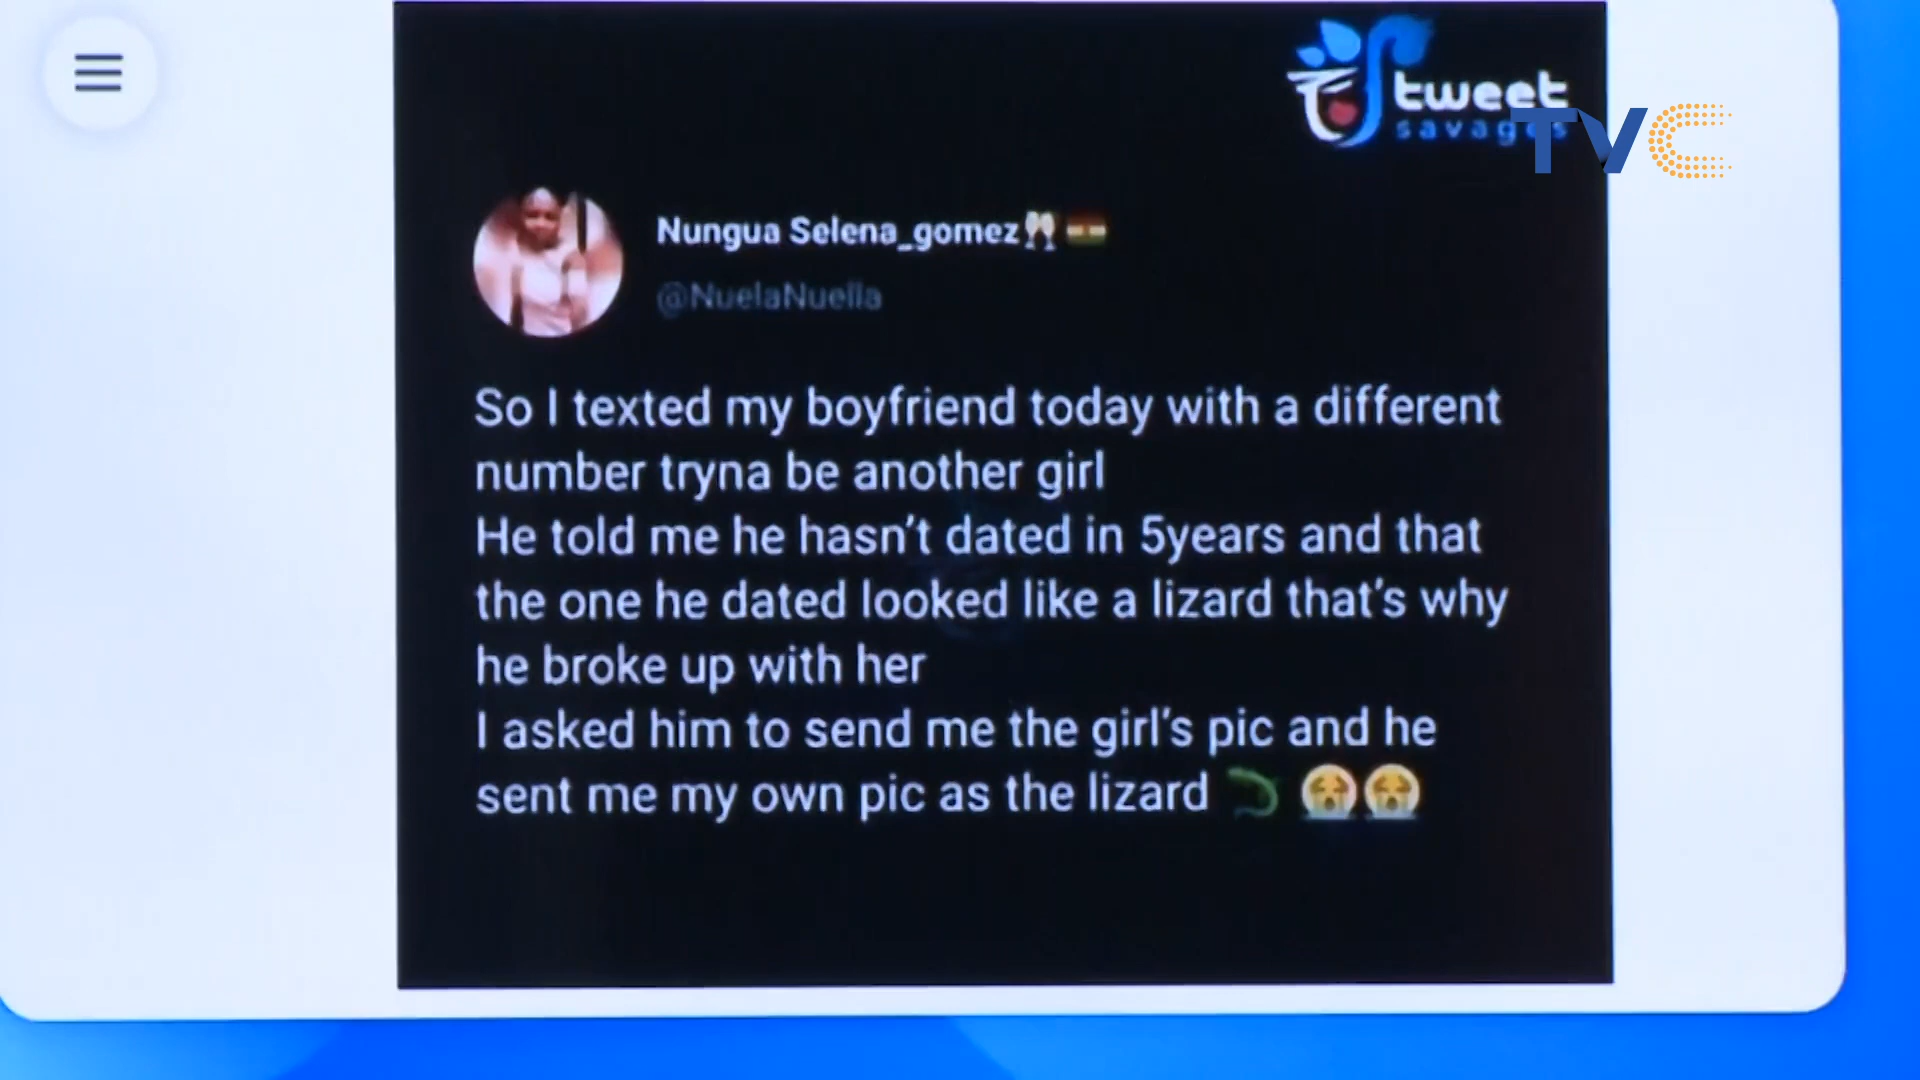 tweet
savages
TVC
Nungua Selena_gomez🥂🇬🇭
@NuelaNuella
So I texted my boyfriend today with a different
number tryna be another girl
He told me he hasn't dated in 5years and that
the one he dated looked like a lizard that's why
he broke up with her
I asked him to send me the girl's pic and he
sent me my own pic as the lizard 🦎 😭😭